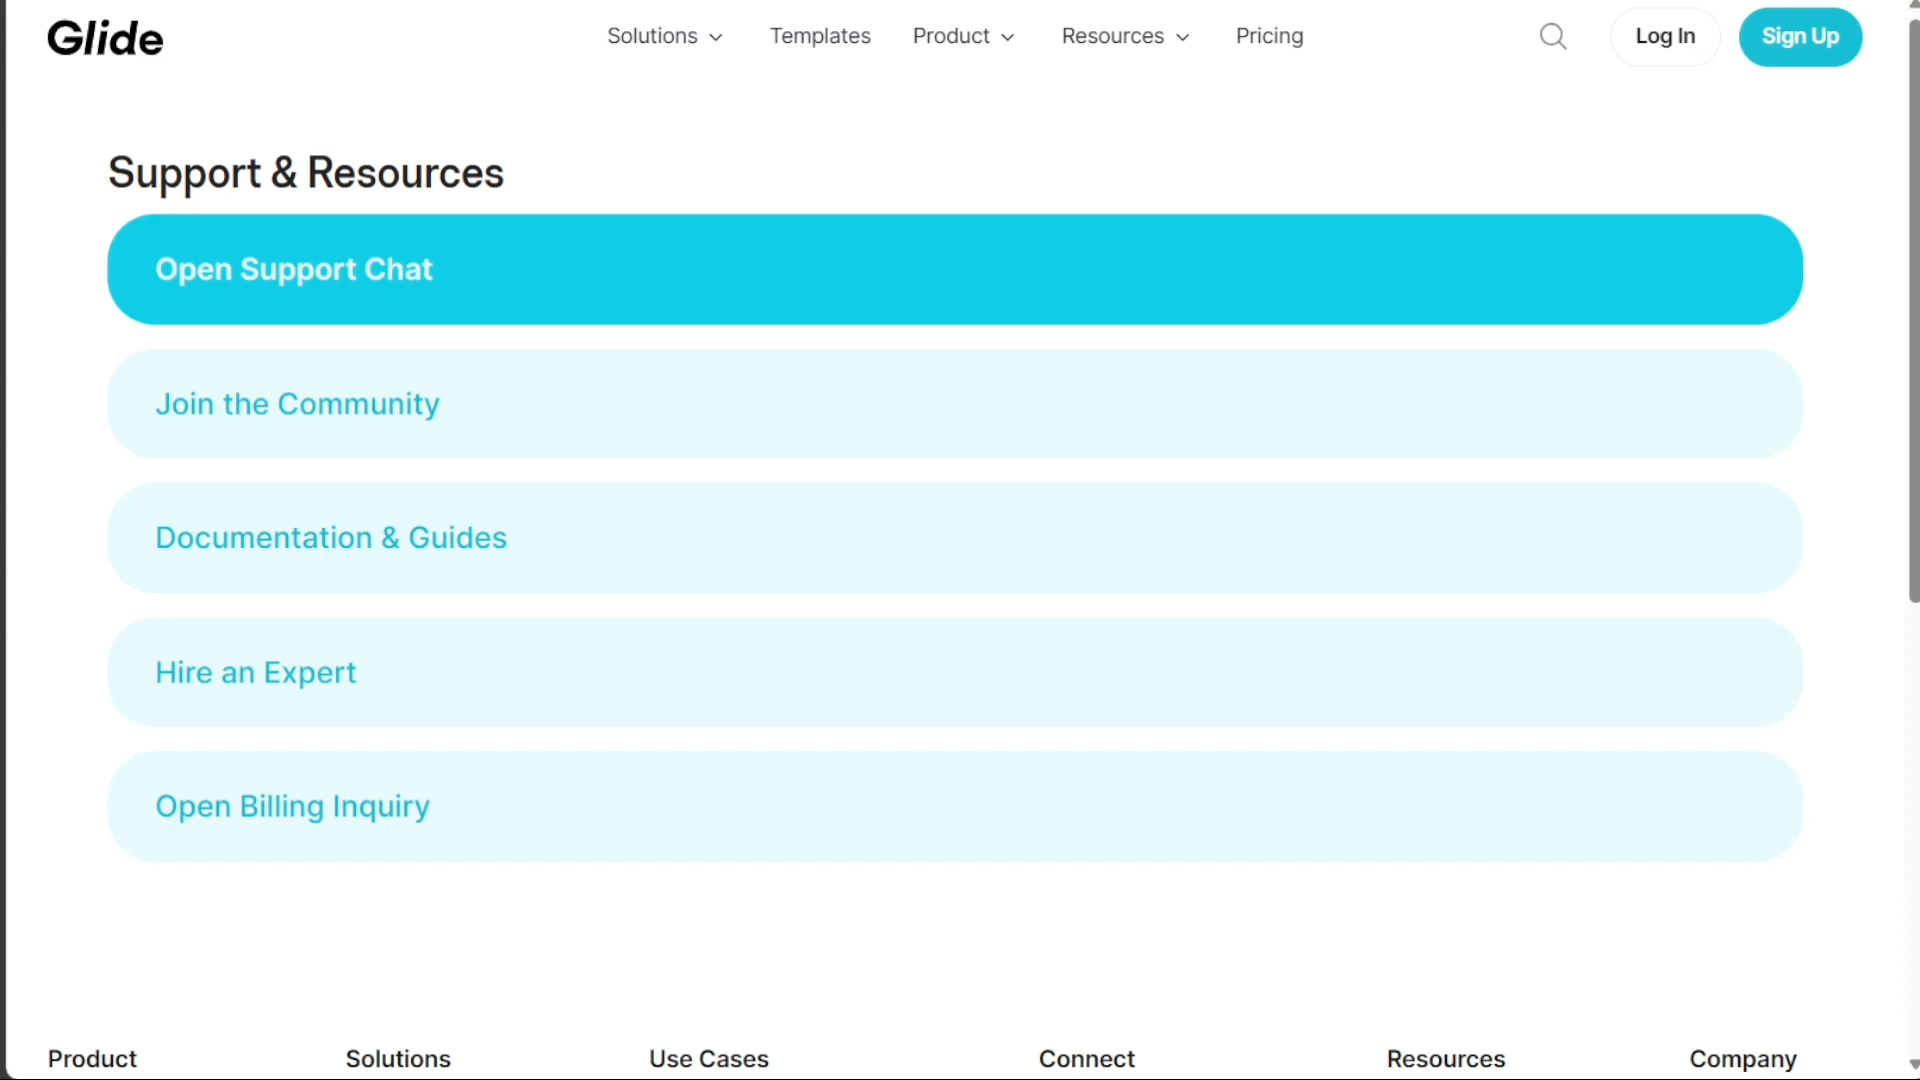 Glide
Solutions Templates Product Resources Pricing
Log In Sign Up
Support & Resources
Open Support Chat
Join the Community
Documentation & Guides
Hire an Expert
Open Billing Inquiry
Product Solutions Use Cases Connect Resources Company